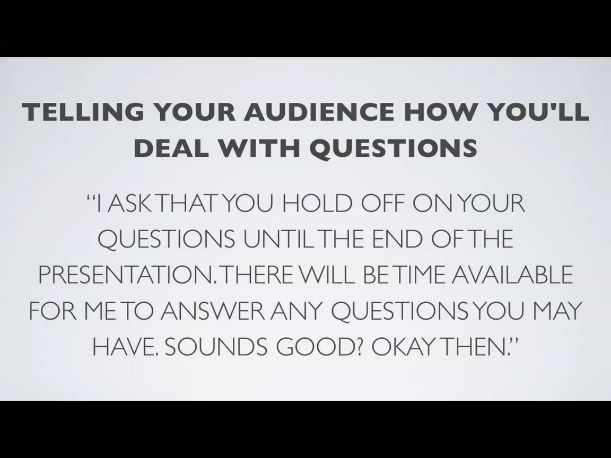 TELLING YOUR AUDIENCE HOW YOU'LL
DEAL WITH QUESTIONS
“I ASK THAT YOU HOLD OFF ON YOUR
QUESTIONS UNTIL THE END OF THE
PRESENTATION. THERE WILL BE TIME AVAILABLE
FOR ME TO ANSWER ANY QUESTIONS YOU MAY
HAVE. SOUNDS GOOD? OKAY THEN.”